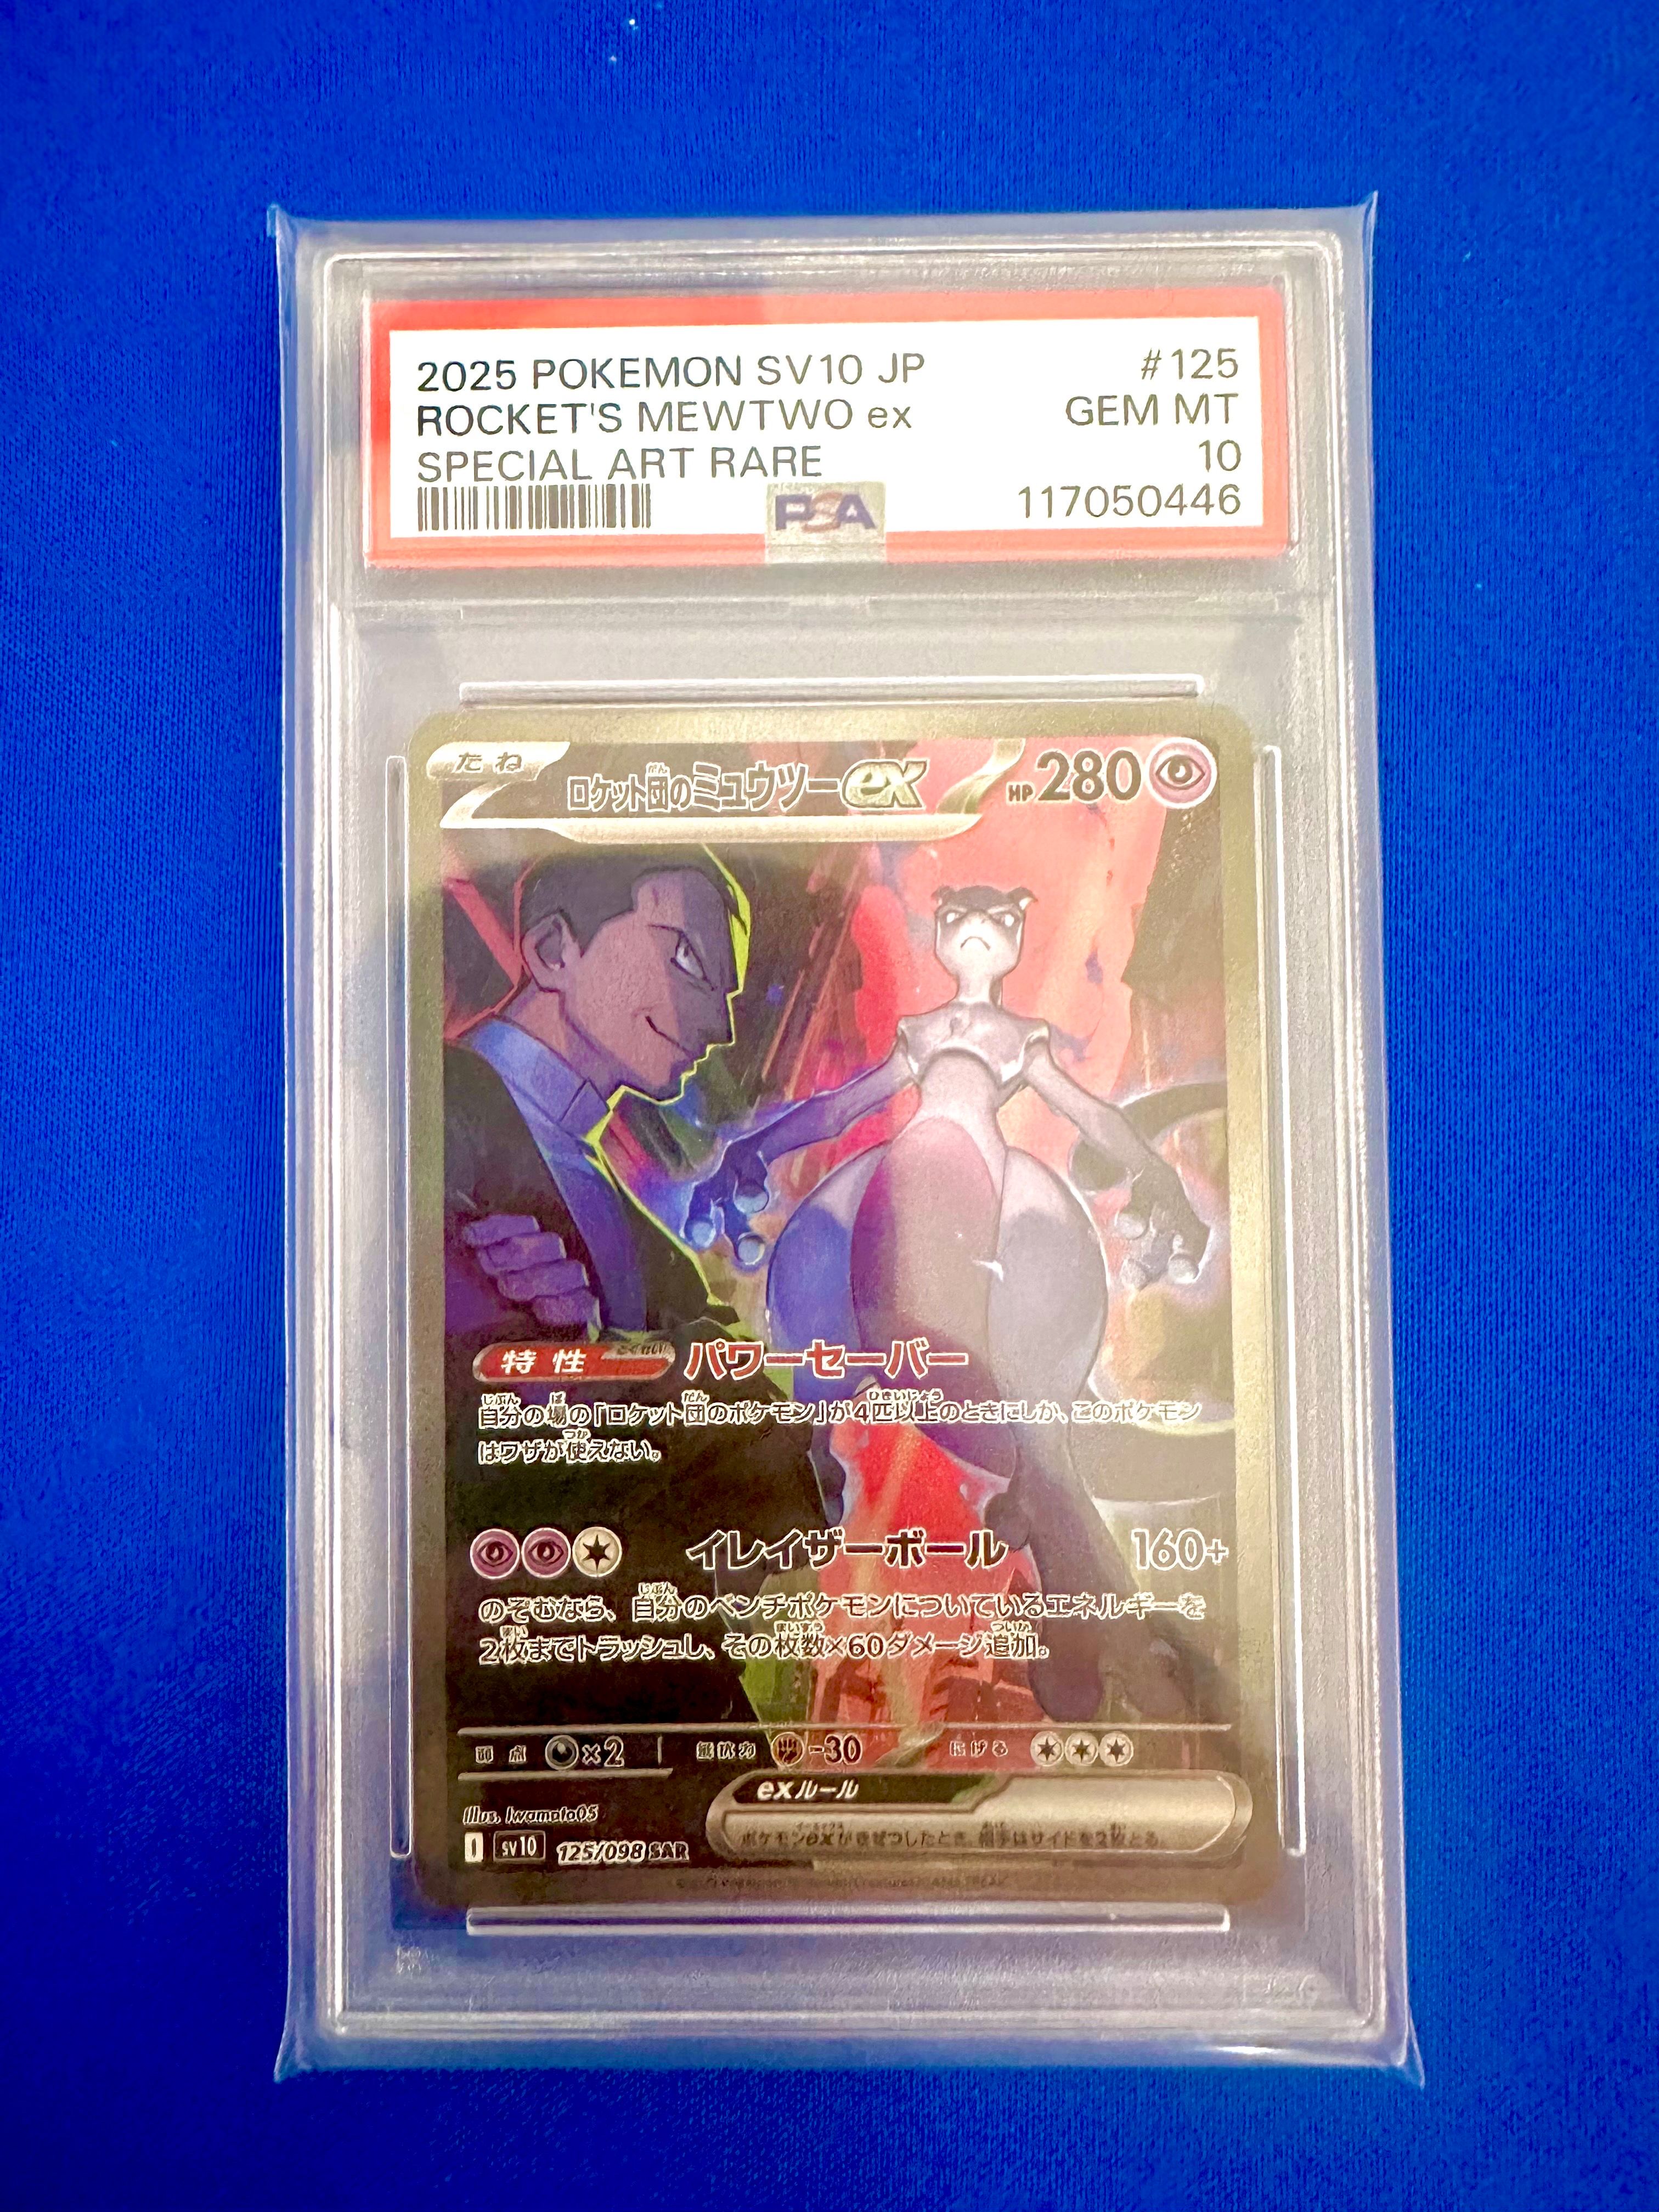 2025 POKEMON SV10 JP #125
ROCKET'S MEWTWO ex GEM MT
SPECIAL ART RARE 10
PSA 117050446
たね ロケット団のミュウツーex HP280
特性 パワーセーバー
自分の場の「ロケット団のポケモン」が4匹以上のときにしか、このポケモン
はワザが使えない。
イレイザーボール 160+
のぞむなら、自分のベンチポケモンについているエネルギーを
2枚までトラッシュし、その枚数×60ダメージ追加。
弱点 ×2 抵抗力 -30 にげる
exルール
ポケモンexがきぜつしたとき、相手はサイドを2枚とる。
Illus. Iwamoto05
SV10 125/098 SAR